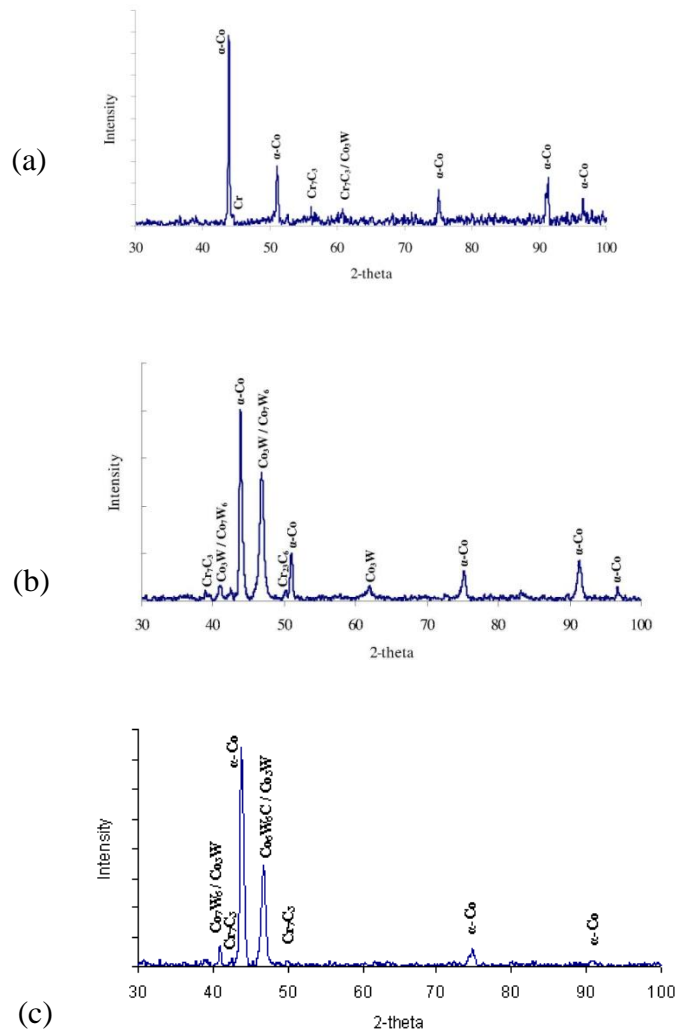 (a)
Intensity
α-Co
Cr
α-Co
Cr₇C₃
Cr₇C₃ / Co₃W
α-Co
α-Co
α-Co
30 40 50 60 70 80 90 100
2-theta
(b)
Intensity
Cr₇C₃
Co₃W / Co₇W₆
α-Co
Co₃W / Co₇W₆
Cr₂₃C₆
α-Co
Co₃W
α-Co
α-Co
α-Co
30 40 50 60 70 80 90 100
2-theta
(c)
Intensity
Co₇W₆ / Co₃W
Cr₇C₃
α- Co
Co₆W₆C / Co₃W
Cr₇C₃
α- Co
α- Co
30 40 50 60 70 80 90 100
2-theta